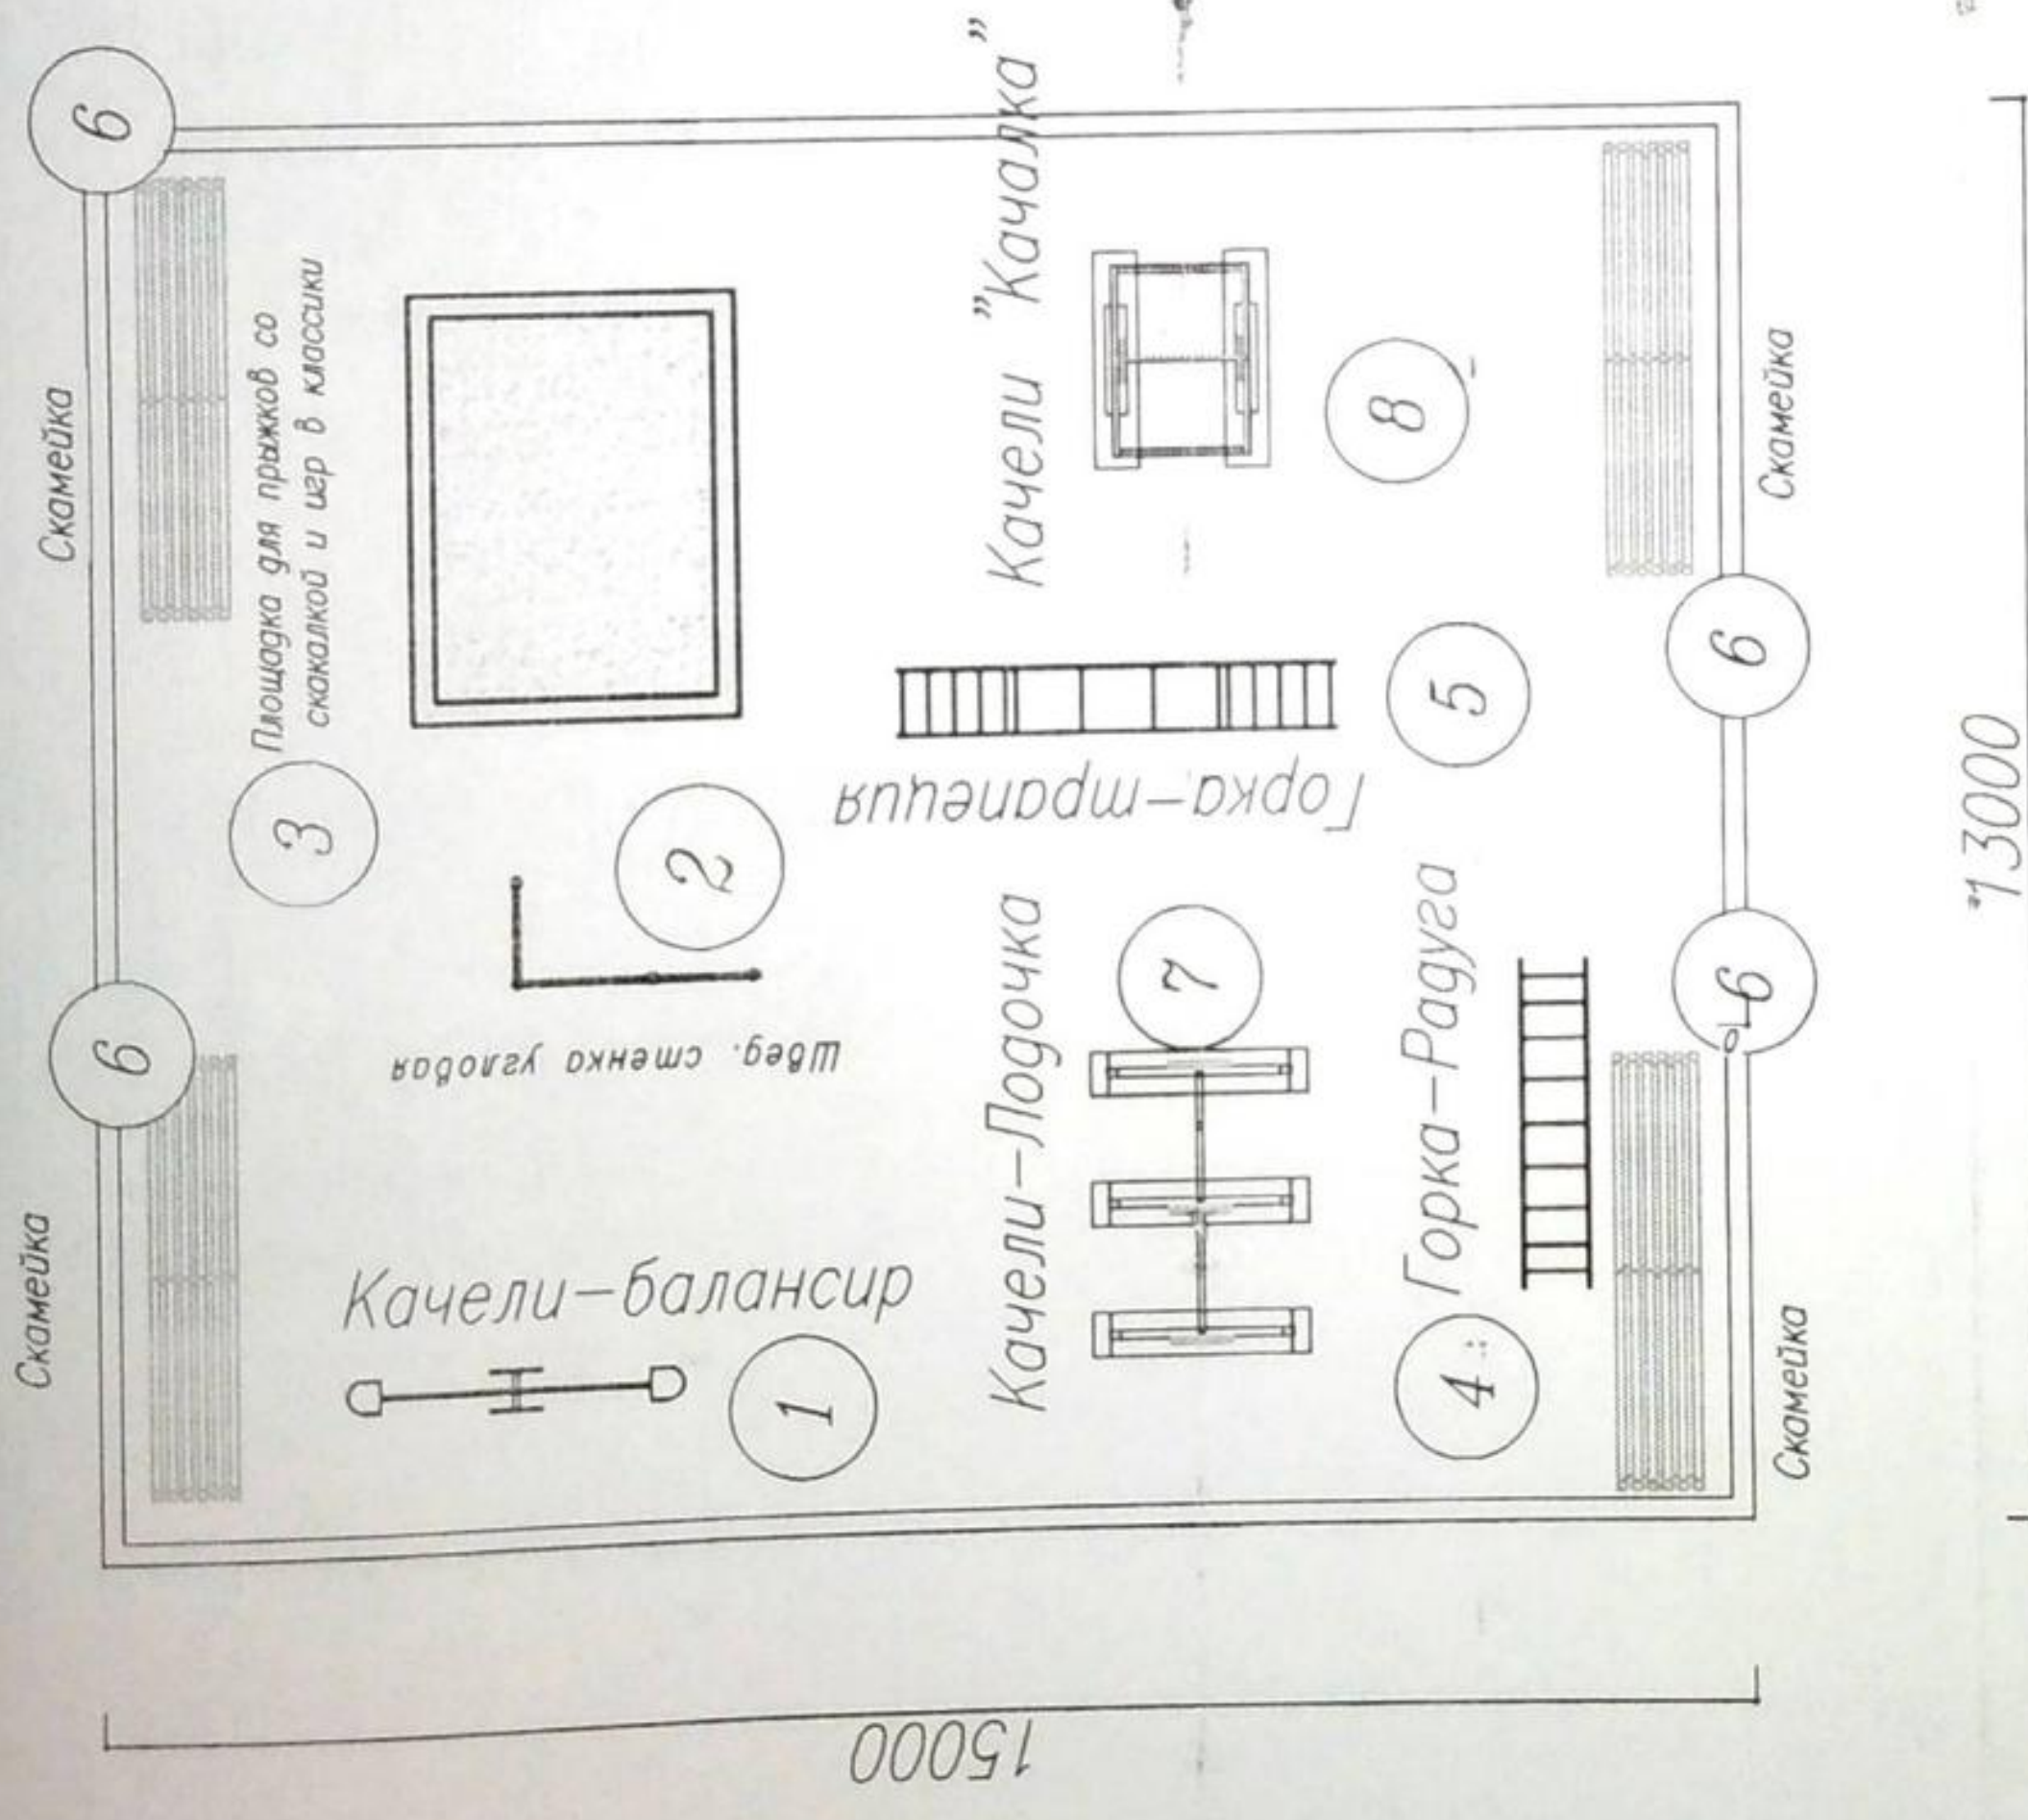 6
Скамейка
6
Скамейка
3
Площадка для прыжков со
скакалкой и игр в классики
Швед. стенка угловая
2
Качели-балансир
1
Качели "Качалка"
8
Горка-трапеция
5
Качели-Лодочка
7
Горка-Радуга
4
6
Скамейка
6
Скамейка
15000
*13000